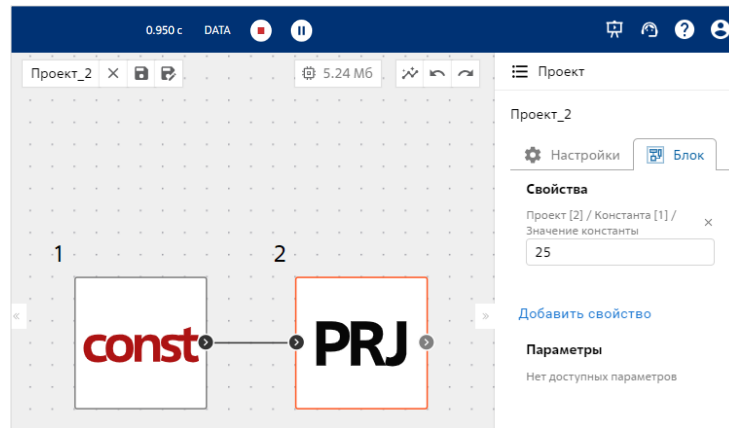 0.950 с DATA
Проект_2
5.24 Мб
Проект
Проект_2
Настройки
Блок
Свойства
Проект [2] / Константа [1] /
Значение константы
25
1
2
const
PRJ
Добавить свойство
Параметры
Нет доступных параметров